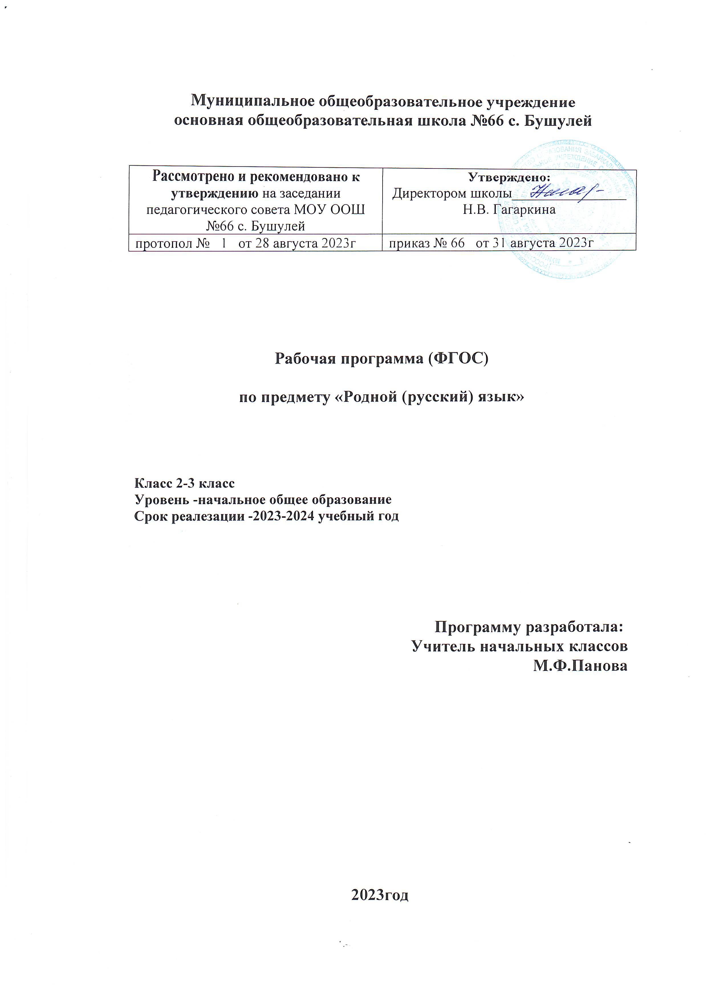 Муниципальное общеобразовательное учреждение
основная общеобразовательная школа №66 с. Бушулей
Рассмотрено и рекомендовано к
утверждению на заседании
педагогического совета МОУ ООШ
№66 с. Бушулей
Утверждено:
Директором школы
Н.В. Гагаркина
протопол № 1 от 28 августа 2023г
приказ № 66 от 31 августа 2023г
Рабочая программа (ФГОС)
по предмету «Родной (русский) язык»
Класс 2-3 класс
Уровень -начальное общее образование
Срок реалезации -2023-2024 учебный год
Программу разработала:
Учитель начальных классов
М.Ф.Панова
2023год